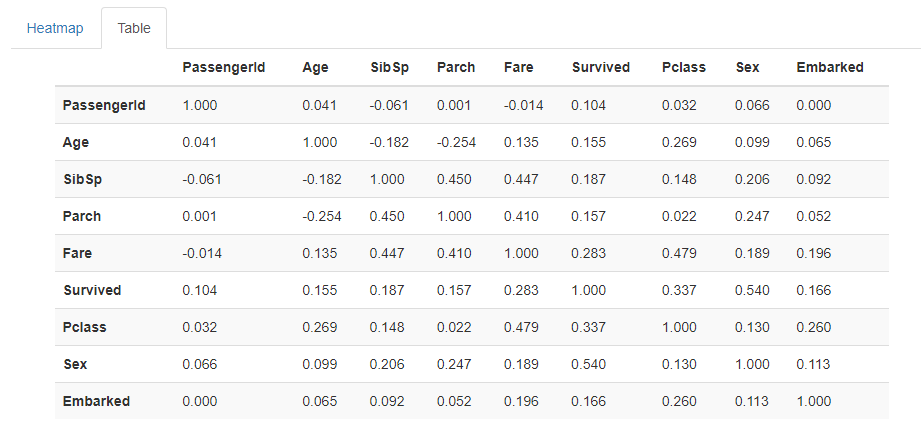 Heatmap Table
PassengerId Age SibSp Parch Fare Survived Pclass Sex Embarked
PassengerId 1.000 0.041 -0.061 0.001 -0.014 0.104 0.032 0.066 0.000
Age 0.041 1.000 -0.182 -0.254 0.135 0.155 0.269 0.099 0.065
SibSp -0.061 -0.182 1.000 0.450 0.447 0.187 0.148 0.206 0.092
Parch 0.001 -0.254 0.450 1.000 0.410 0.157 0.022 0.247 0.052
Fare -0.014 0.135 0.447 0.410 1.000 0.283 0.479 0.189 0.196
Survived 0.104 0.155 0.187 0.157 0.283 1.000 0.337 0.540 0.166
Pclass 0.032 0.269 0.148 0.022 0.479 0.337 1.000 0.130 0.260
Sex 0.066 0.099 0.206 0.247 0.189 0.540 0.130 1.000 0.113
Embarked 0.000 0.065 0.092 0.052 0.196 0.166 0.260 0.113 1.000